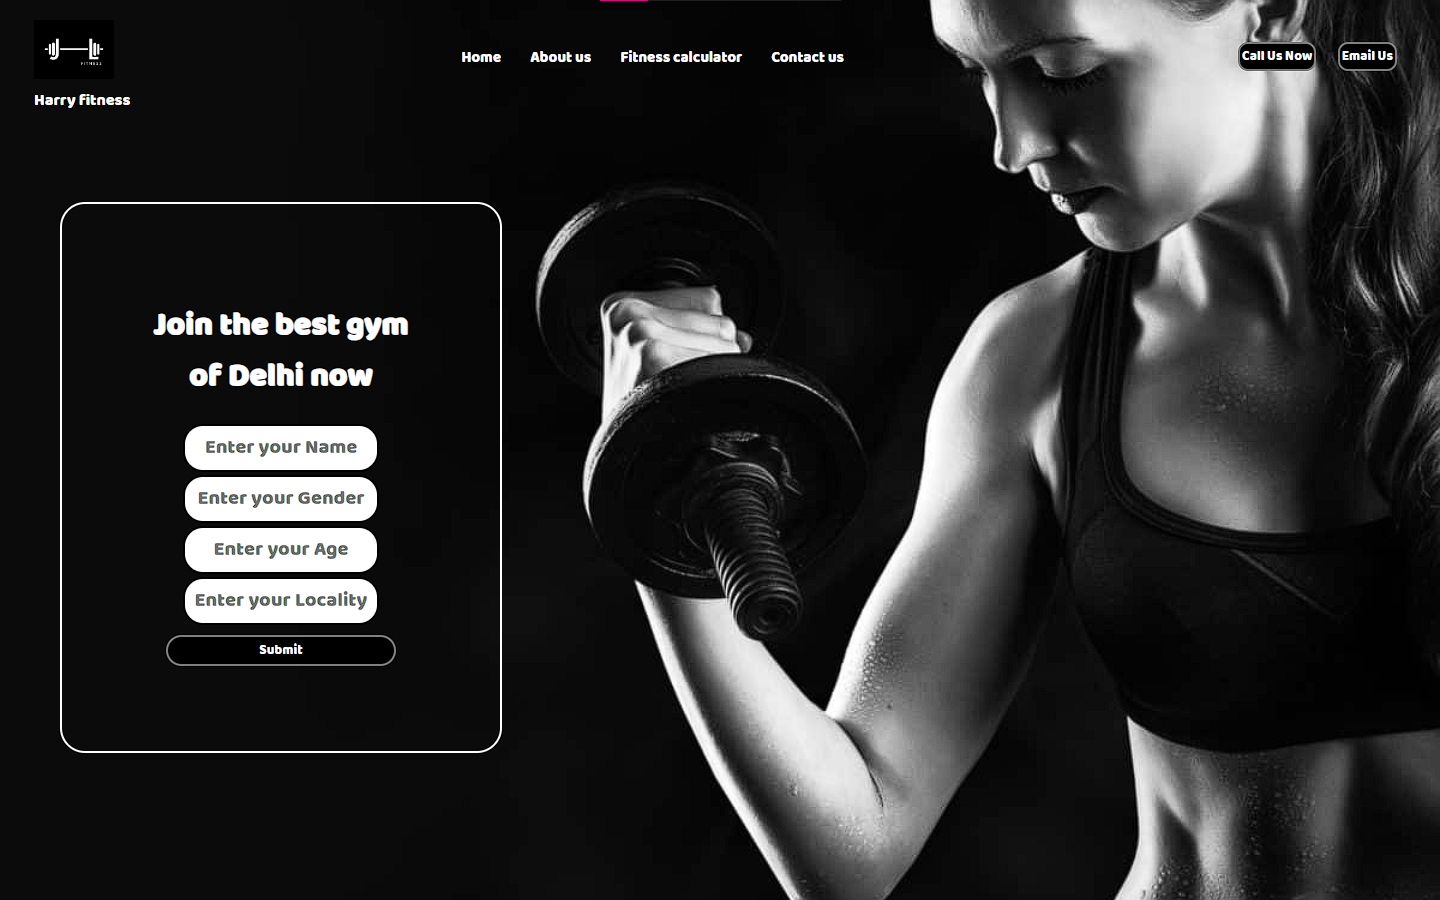 FITNESS
Harry fitness
Home
About us
Fitness calculator
Contact us
Call Us Now
Email Us
Join the best gym
of Delhi now
Enter your Name
Enter your Gender
Enter your Age
Enter your Locality
Submit